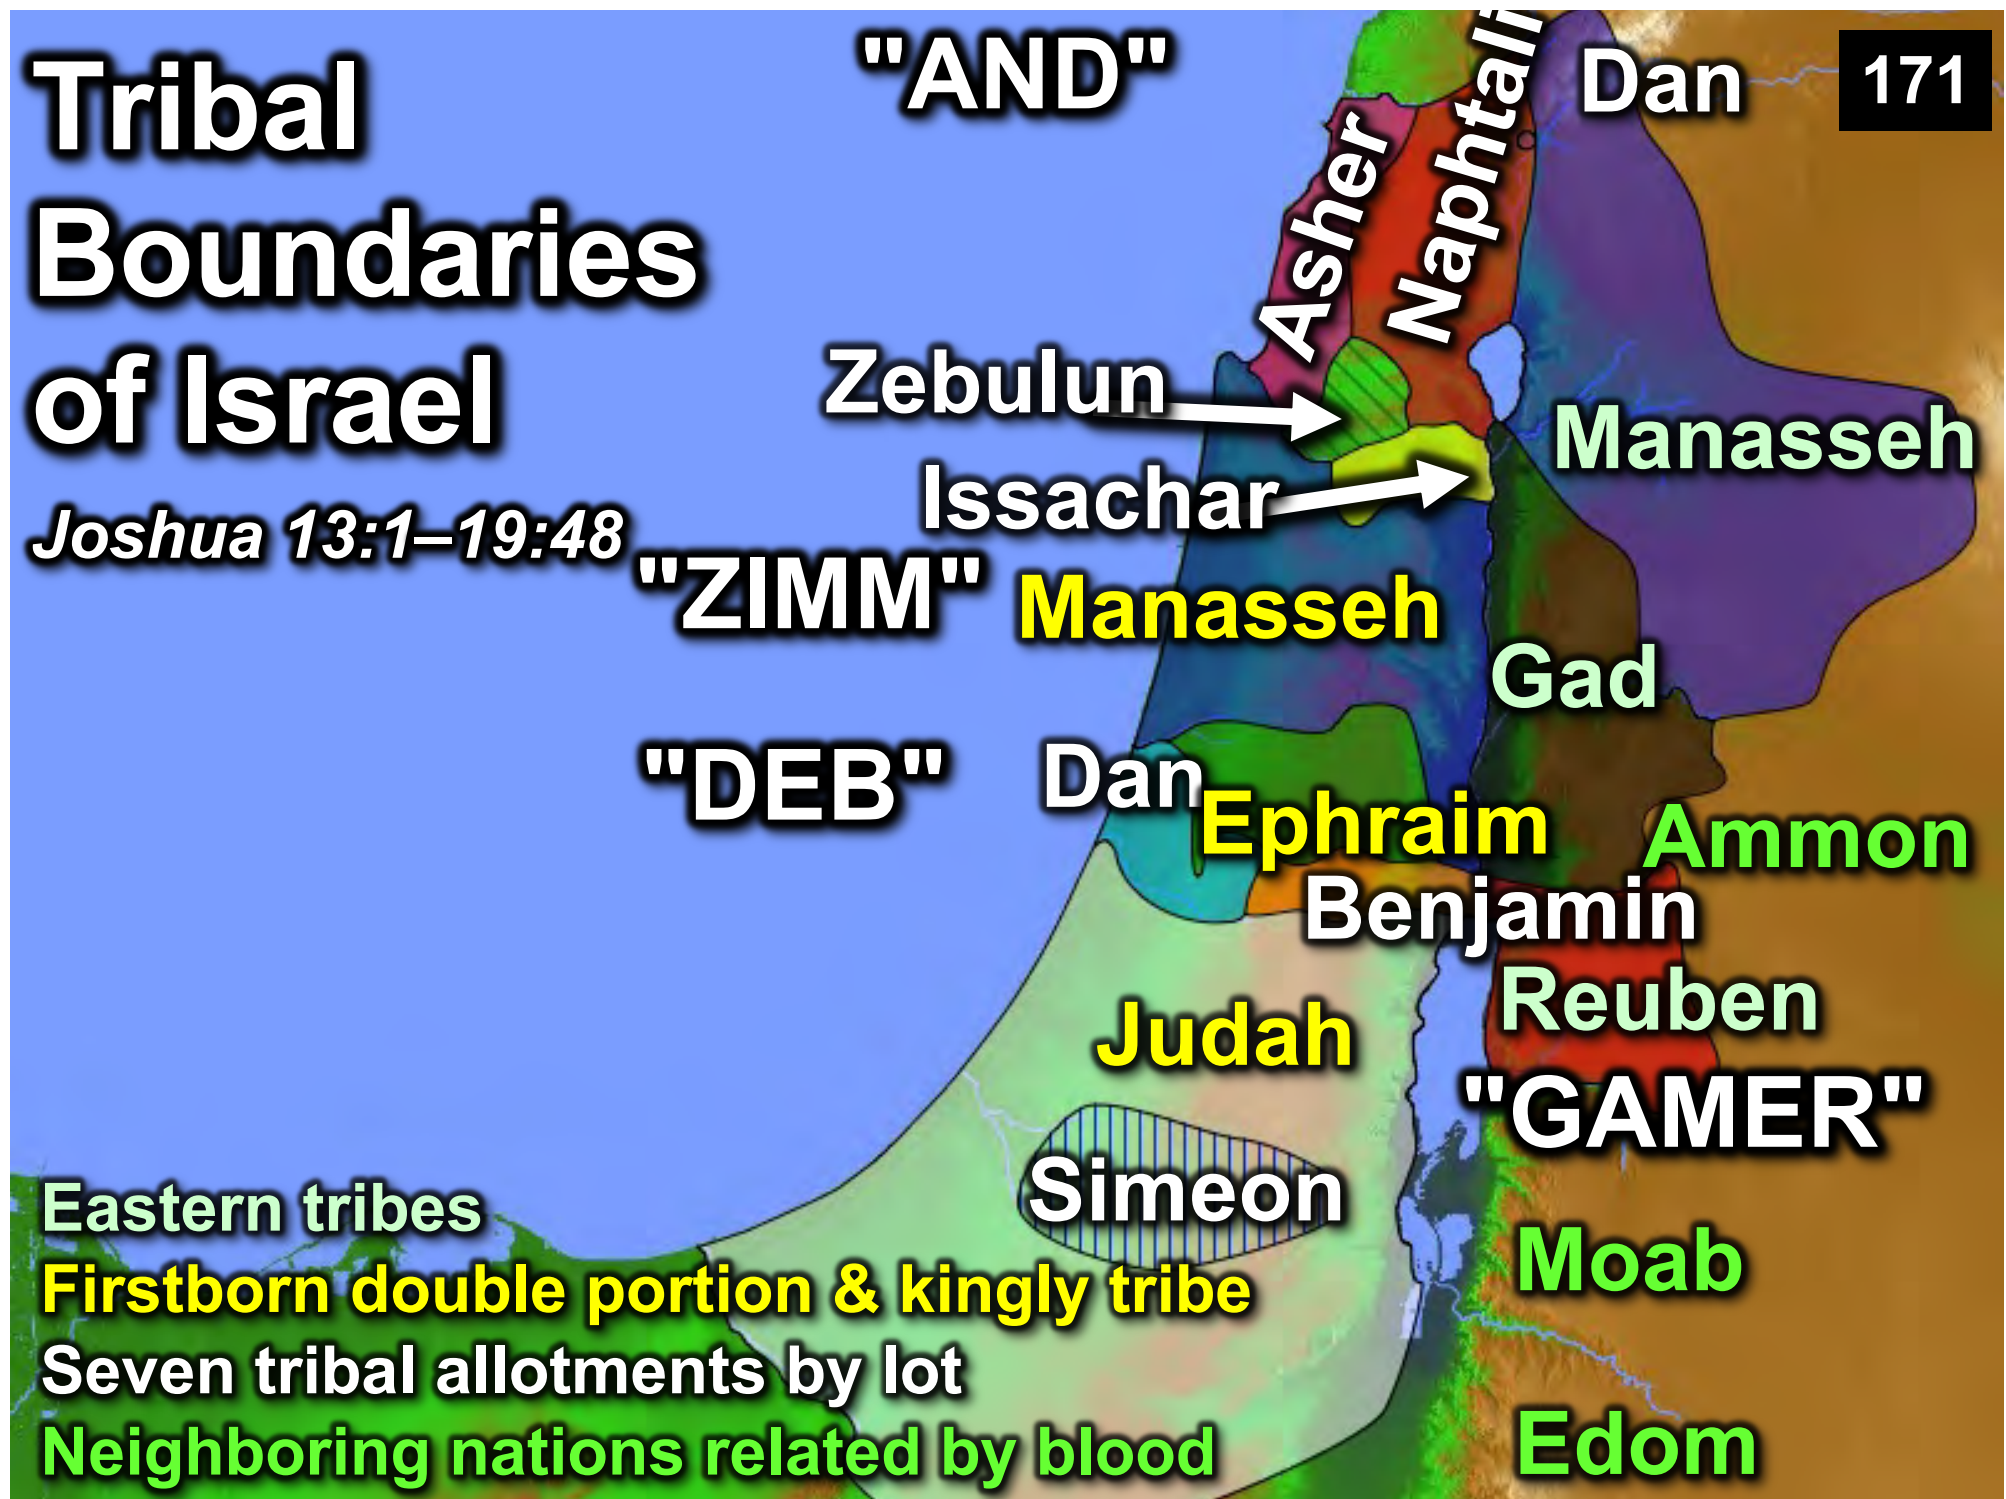 Tribal
Boundaries
of Israel
Joshua 13:1–19:48
"AND"
Dan
171
Asher
Naphtali
Zebulun
Issachar
Manasseh
"ZIMM"
Manasseh
Gad
"DEB"
Dan
Ephraim
Ammon
Benjamin
Reuben
Judah
"GAMER"
Simeon
Moab
Edom
Eastern tribes
Firstborn double portion & kingly tribe
Seven tribal allotments by lot
Neighboring nations related by blood